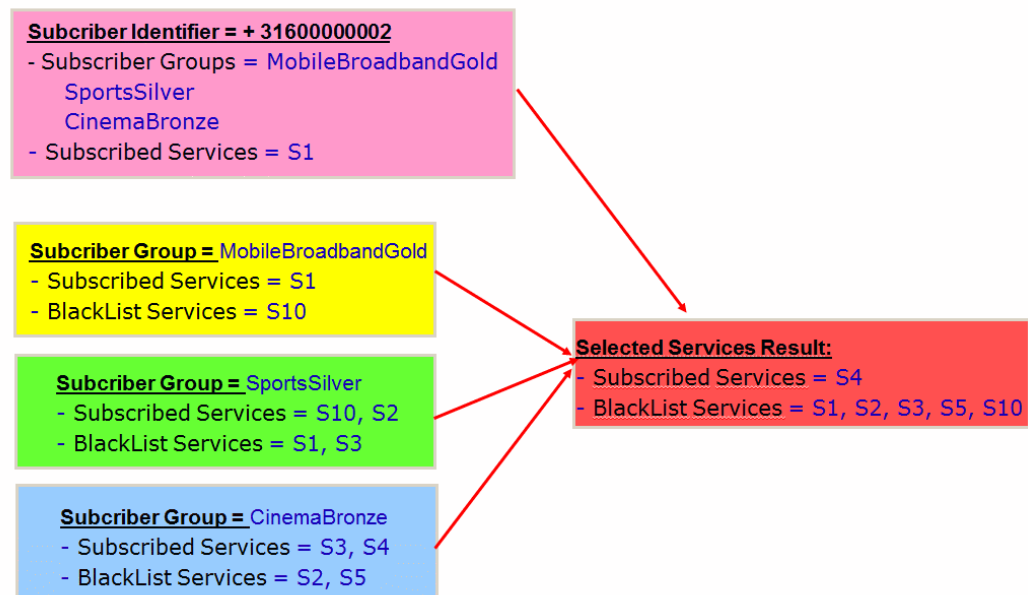 Subcriber Identifier = + 31600000002
- Subscriber Groups = MobileBroadbandGold
SportsSilver
CinemaBronze
- Subscribed Services = S1
Subcriber Group = MobileBroadbandGold
- Subscribed Services = S1
- BlackList Services = S10
Subcriber Group = SportsSilver
- Subscribed Services = S10, S2
- BlackList Services = S1, S3
Subcriber Group = CinemaBronze
- Subscribed Services = S3, S4
- BlackList Services = S2, S5
Selected Services Result:
- Subscribed Services = S4
- BlackList Services = S1, S2, S3, S5, S10